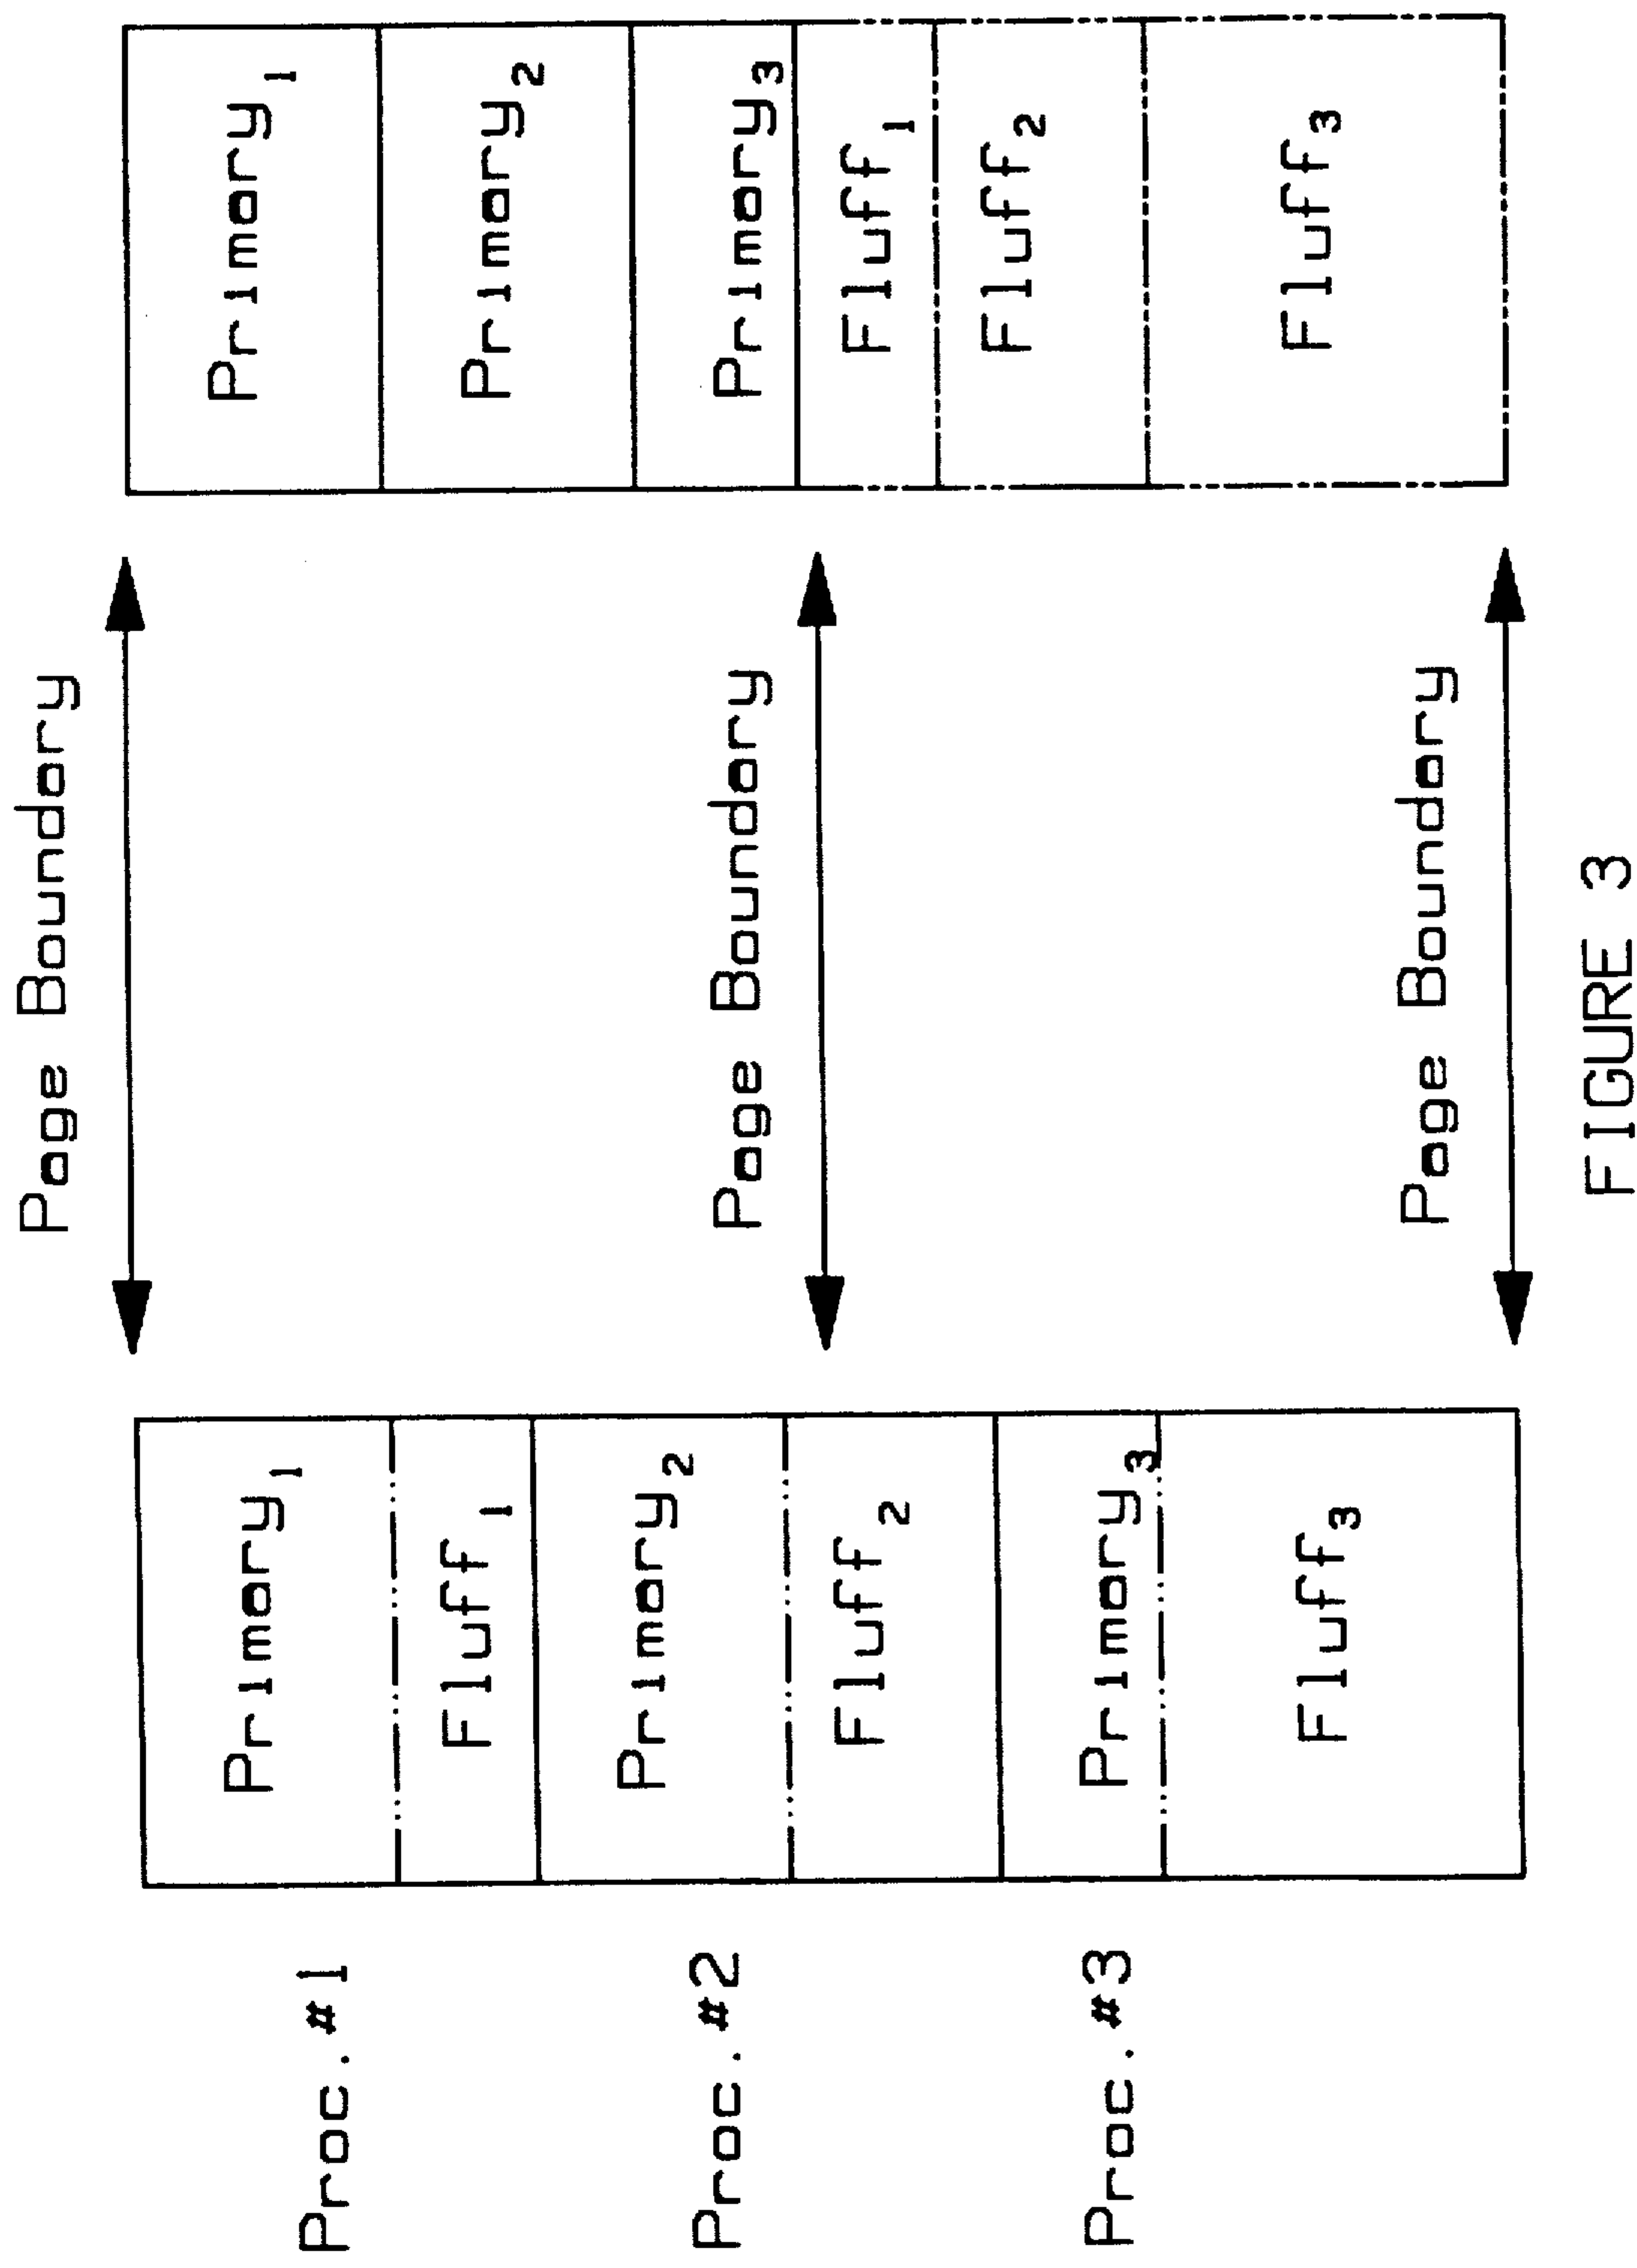 Proc. #1
Proc. #2
Proc. #3
Primary1
Fluff1
Primary2
Fluff2
Primary3
Fluff3
Page Boundary
Page Boundary
Page Boundary
Primary1
Primary2
Primary3
Fluff1
Fluff2
Fluff3
FIGURE 3